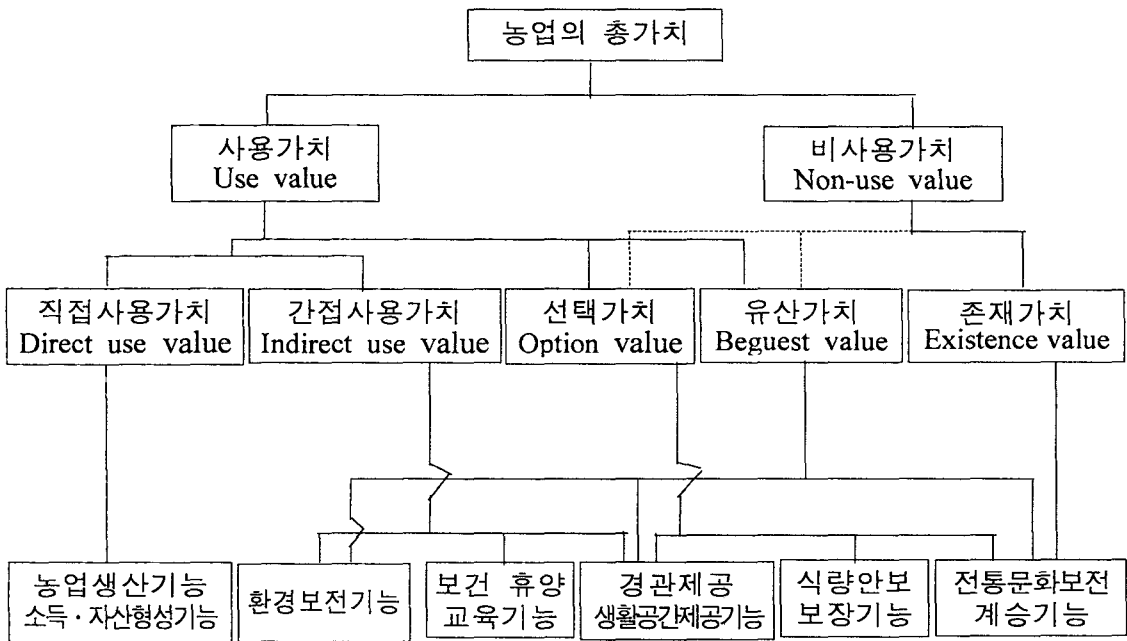 농업의 총가치
사용가치
Use value
비사용가치
Non-use value
직접사용가치
Direct use value
간접사용가치
Indirect use value
선택가치
Option value
유산가치
Beguest value
존재가치
Existence value
농업생산기능
소득·자산형성기능
환경보전기능
보건 휴양
교육기능
경관제공
생활공간제공기능
식량안보
보장기능
전통문화보전
계승기능